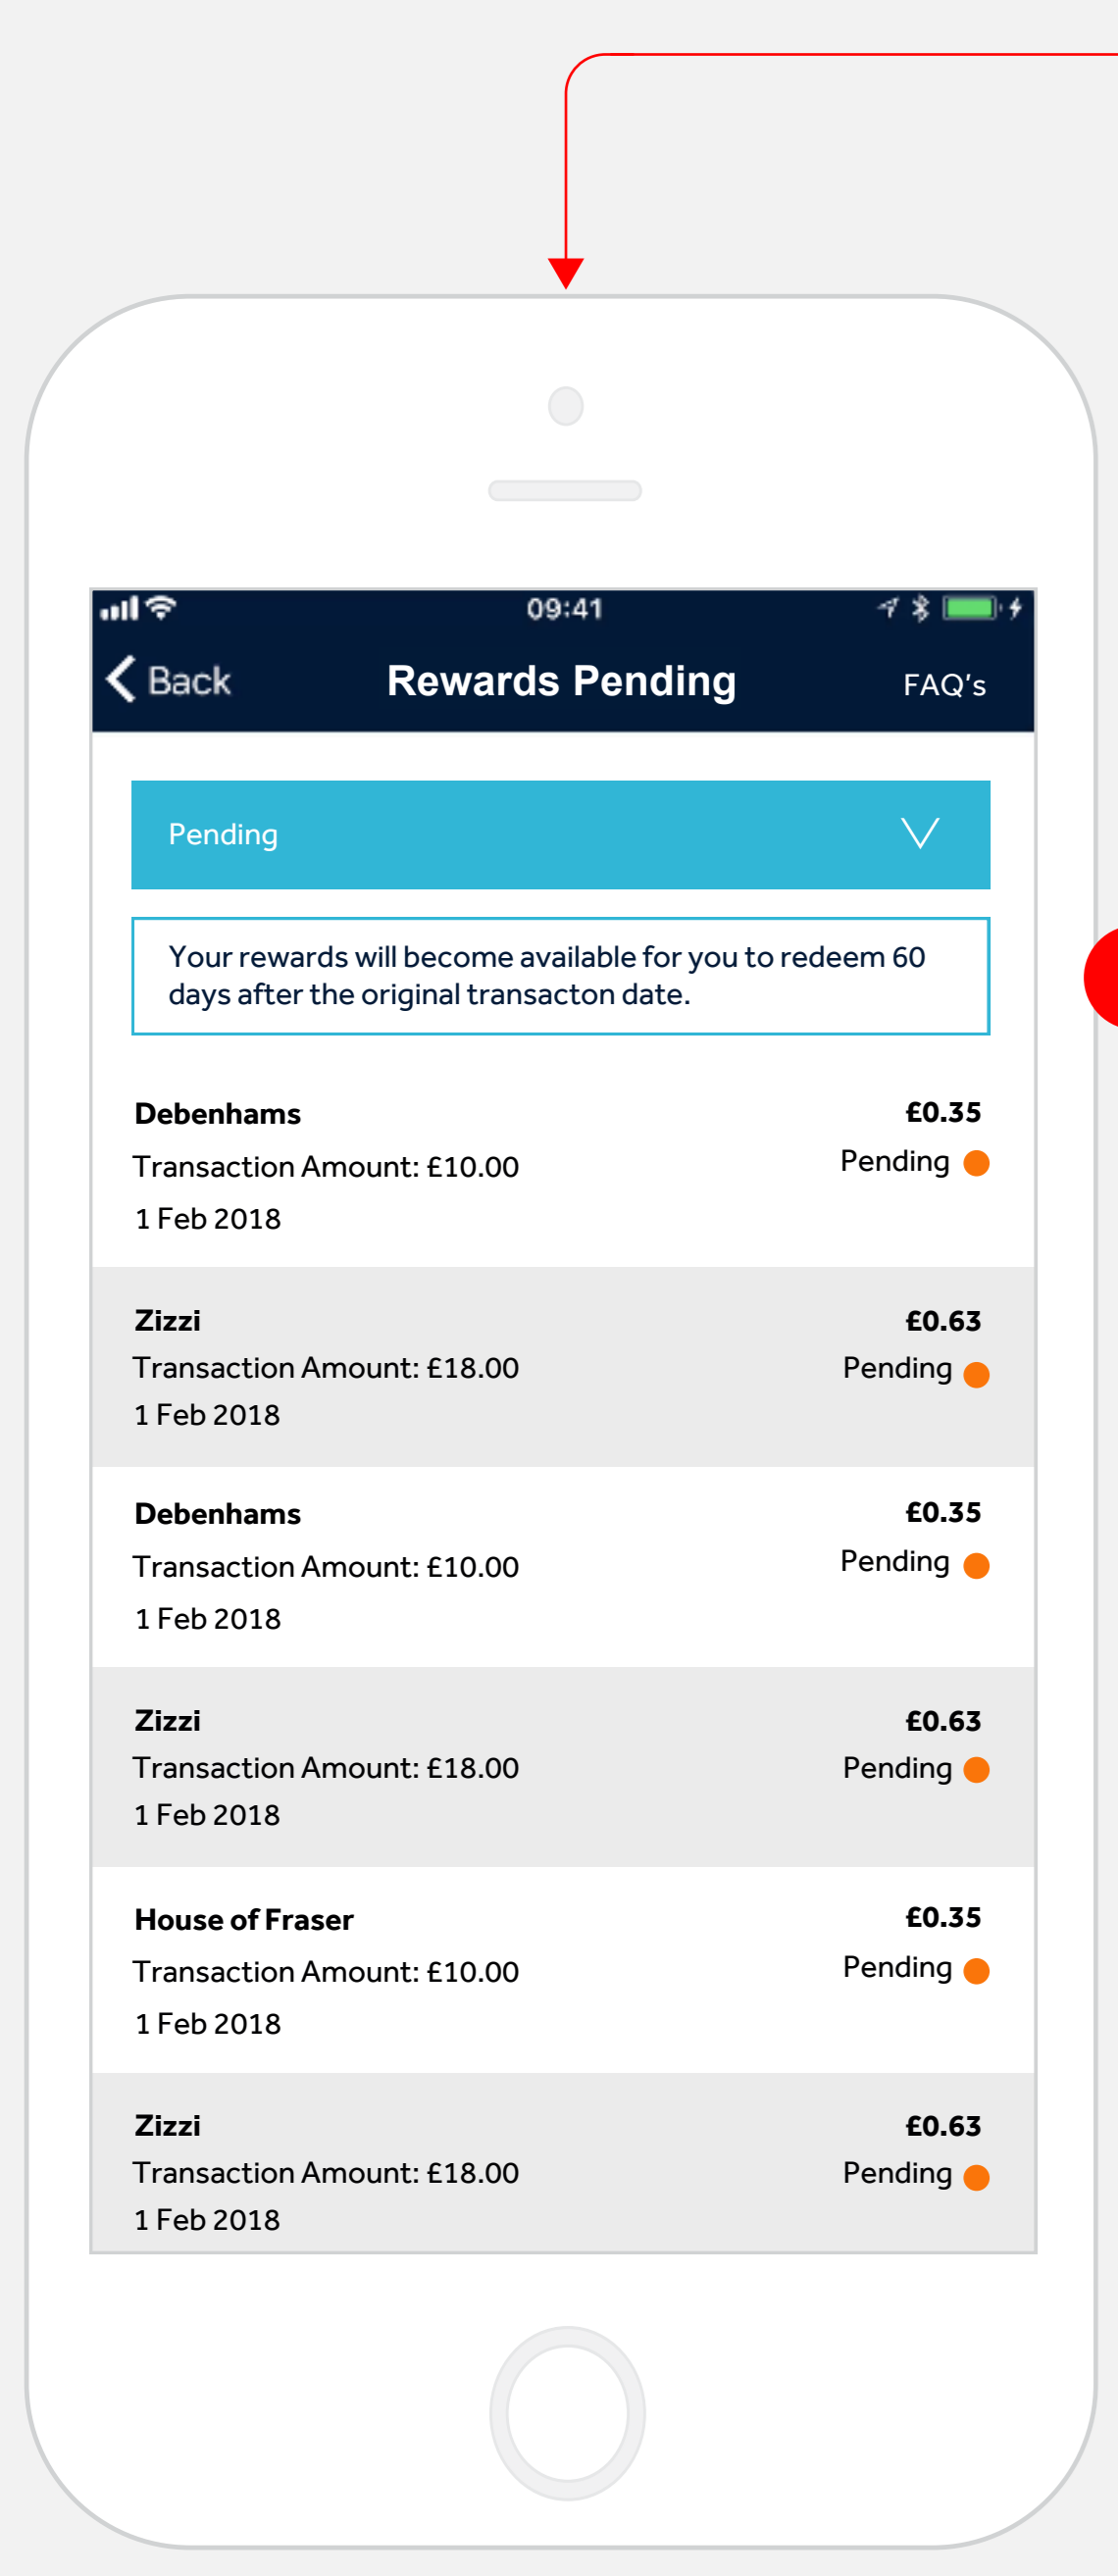 09:41
Back Rewards Pending FAQ's
Pending
Your rewards will become available for you to redeem 60
days after the original transacton date.
Debenhams £0.35
Transaction Amount: £10.00 Pending
1 Feb 2018
Zizzi £0.63
Transaction Amount: £18.00 Pending
1 Feb 2018
Debenhams £0.35
Transaction Amount: £10.00 Pending
1 Feb 2018
Zizzi £0.63
Transaction Amount: £18.00 Pending
1 Feb 2018
House of Fraser £0.35
Transaction Amount: £10.00 Pending
1 Feb 2018
Zizzi £0.63
Transaction Amount: £18.00 Pending
1 Feb 2018